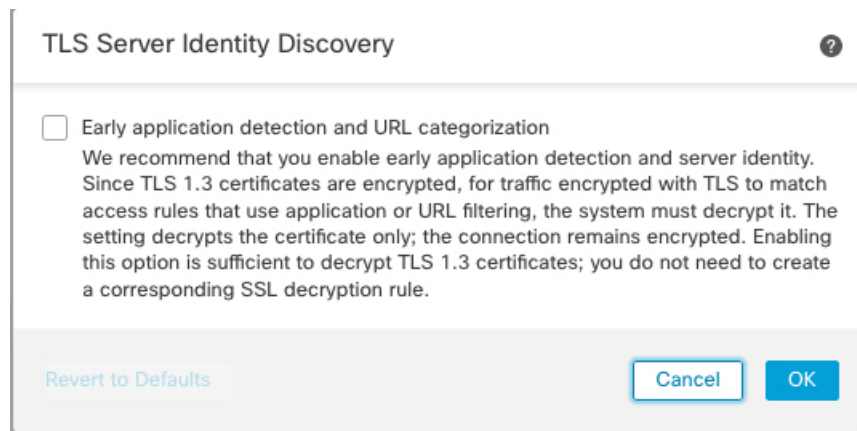 TLS Server Identity Discovery
?
Early application detection and URL categorization
We recommend that you enable early application detection and server identity.
Since TLS 1.3 certificates are encrypted, for traffic encrypted with TLS to match
access rules that use application or URL filtering, the system must decrypt it. The
setting decrypts the certificate only; the connection remains encrypted. Enabling
this option is sufficient to decrypt TLS 1.3 certificates; you do not need to create
a corresponding SSL decryption rule.
Revert to Defaults
Cancel
OK